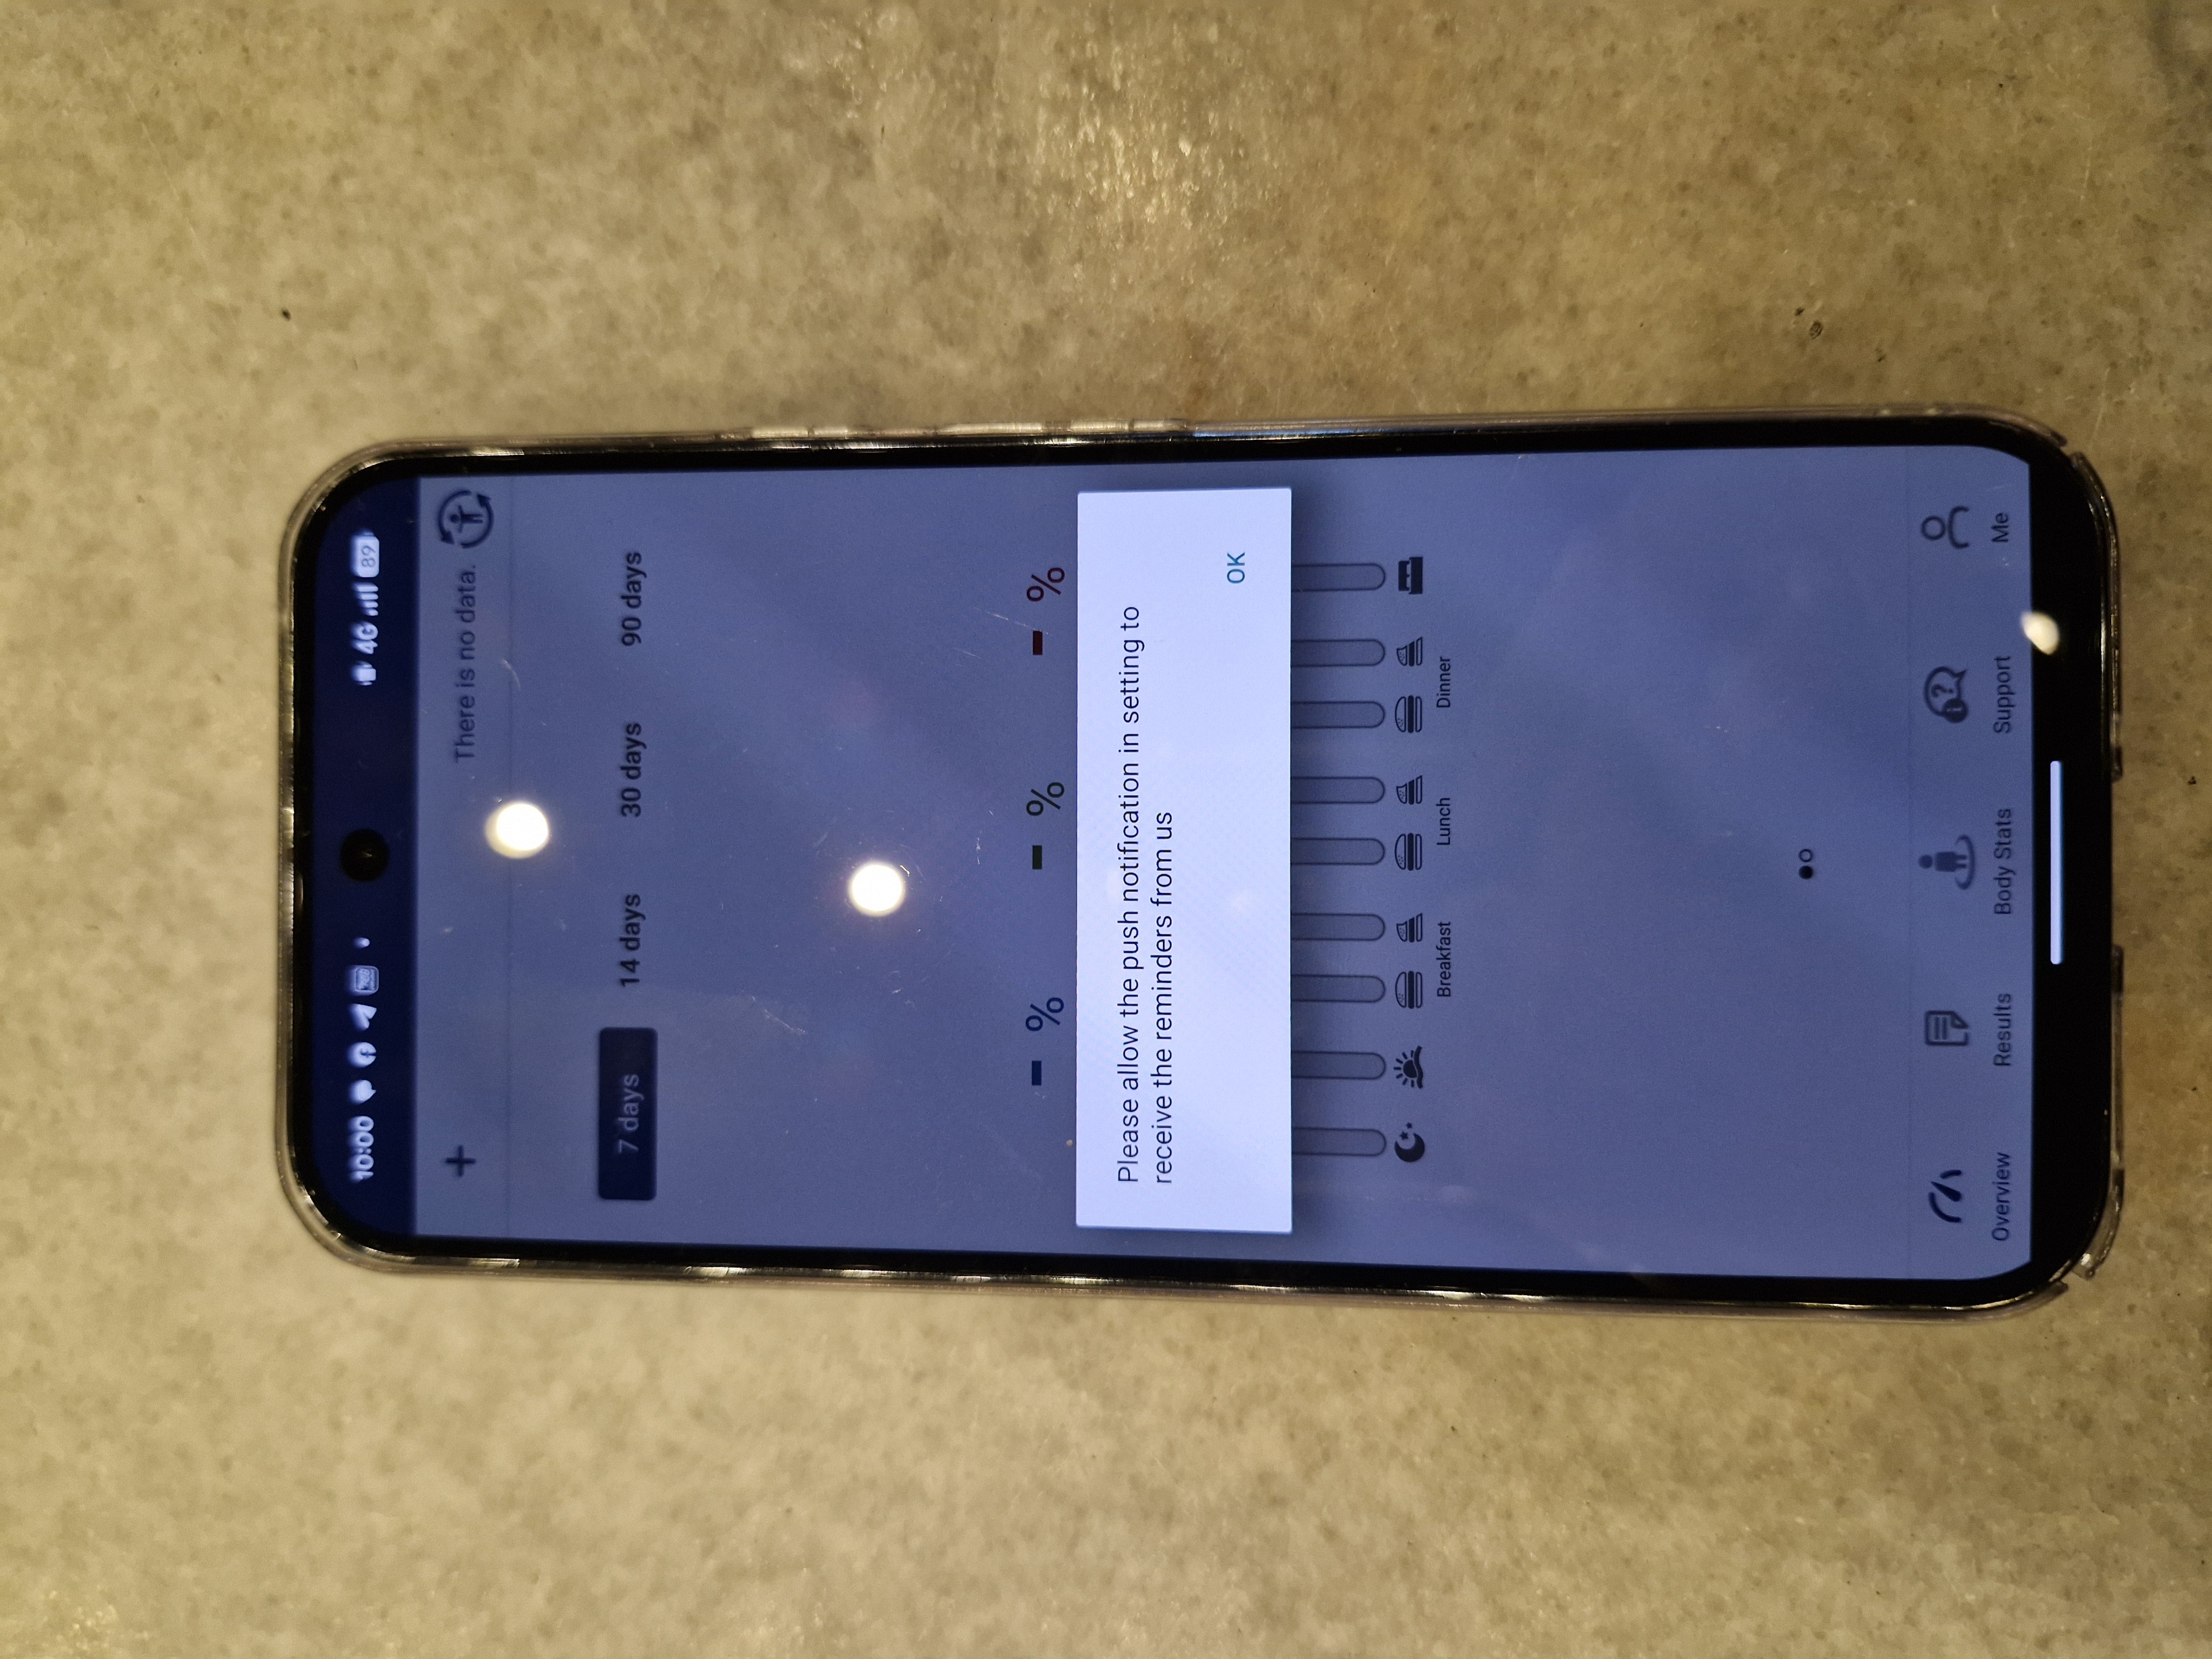 10:00
4G
89
+
There is no data.
7 days
14 days
30 days
90 days
- %
- %
- %
Please allow the push notification in setting to
receive the reminders from us
OK
Breakfast
Lunch
Dinner
Overview
Results
Body Stats
Support
Me